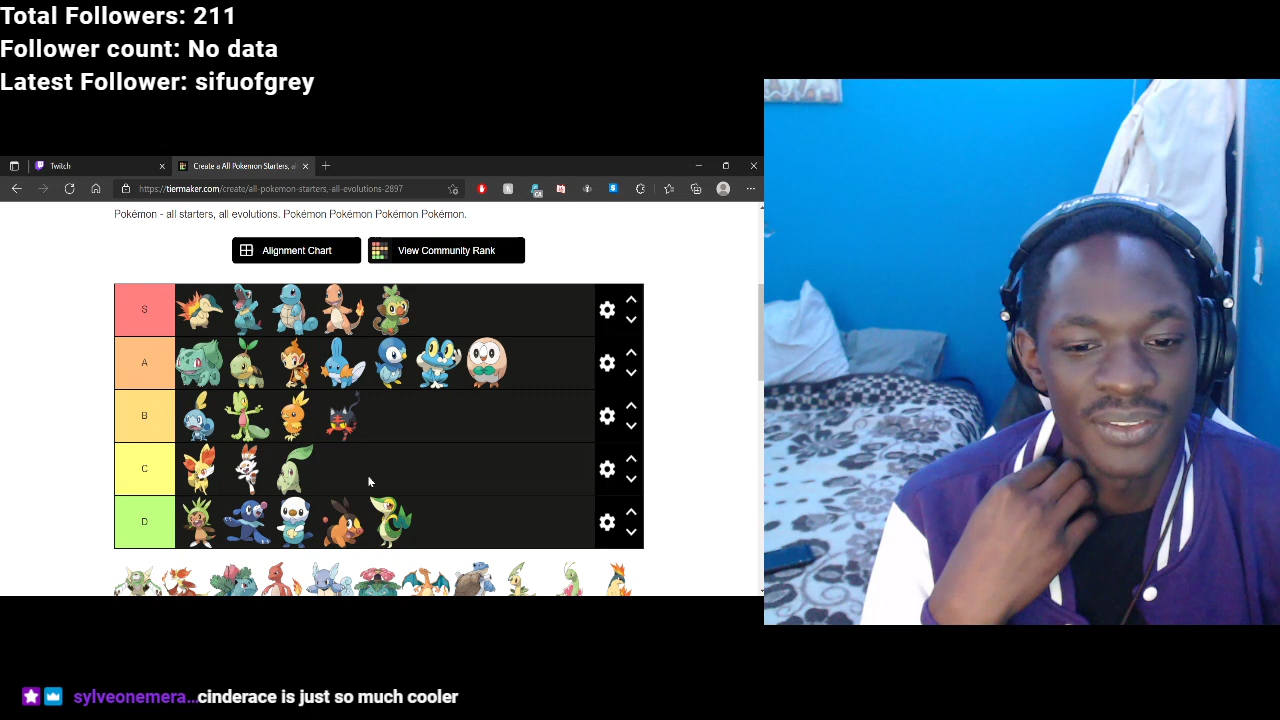 Total Followers: 211
Follower count: No data
Latest Follower: sifuofgrey
Twitch
Create a All Pokemon Starters, a
https://tiermaker.com/create/all-pokemon-starters,-all-evolutions-2897
Pokémon - all starters, all evolutions. Pokémon Pokémon Pokémon Pokémon.
Alignment Chart
View Community Rank
S
A
B
C
D
sylveonemera... cinderace is just so much cooler